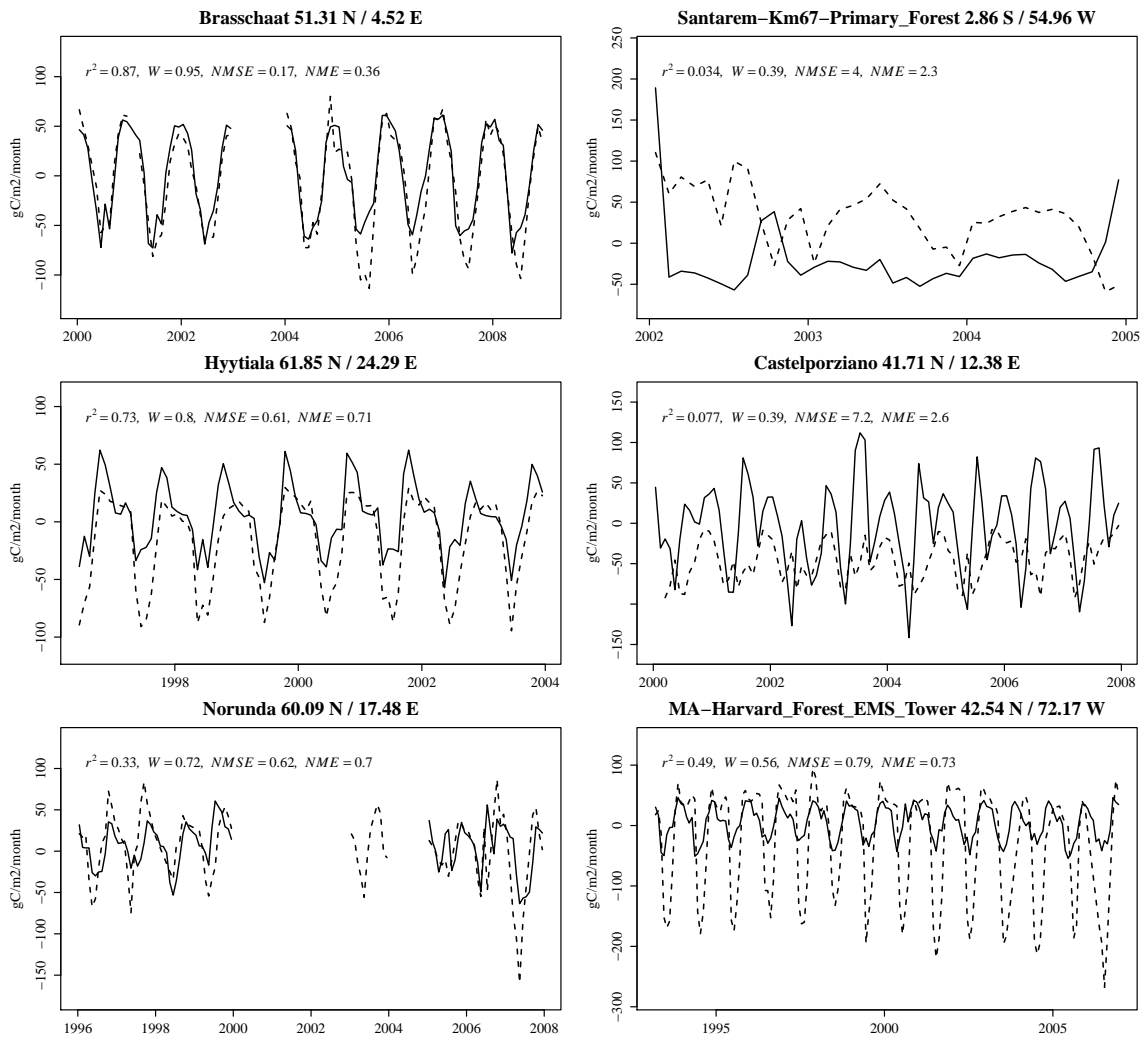 Brasschaat 51.31 N / 4.52 E
r² = 0.87, W = 0.95, NMSE = 0.17, NME = 0.36
gC/m2/month
100
50
0
−50
−100
2000 2002 2004 2006 2008
Santarem−Km67−Primary_Forest 2.86 S / 54.96 W
r² = 0.034, W = 0.39, NMSE = 4, NME = 2.3
gC/m2/month
250
200
150
100
50
0
−50
2002 2003 2004 2005
Hyytiala 61.85 N / 24.29 E
r² = 0.73, W = 0.8, NMSE = 0.61, NME = 0.71
gC/m2/month
100
50
0
−50
−100
1998 2000 2002 2004
Castelporziano 41.71 N / 12.38 E
r² = 0.077, W = 0.39, NMSE = 7.2, NME = 2.6
gC/m2/month
150
100
50
0
−50
−150
2000 2002 2004 2006 2008
Norunda 60.09 N / 17.48 E
r² = 0.33, W = 0.72, NMSE = 0.62, NME = 0.7
gC/m2/month
100
50
0
−50
−100
−150
1996 1998 2000 2002 2004 2006 2008
MA−Harvard_Forest_EMS_Tower 42.54 N / 72.17 W
r² = 0.49, W = 0.56, NMSE = 0.79, NME = 0.73
gC/m2/month
100
0
−100
−200
−300
1995 2000 2005